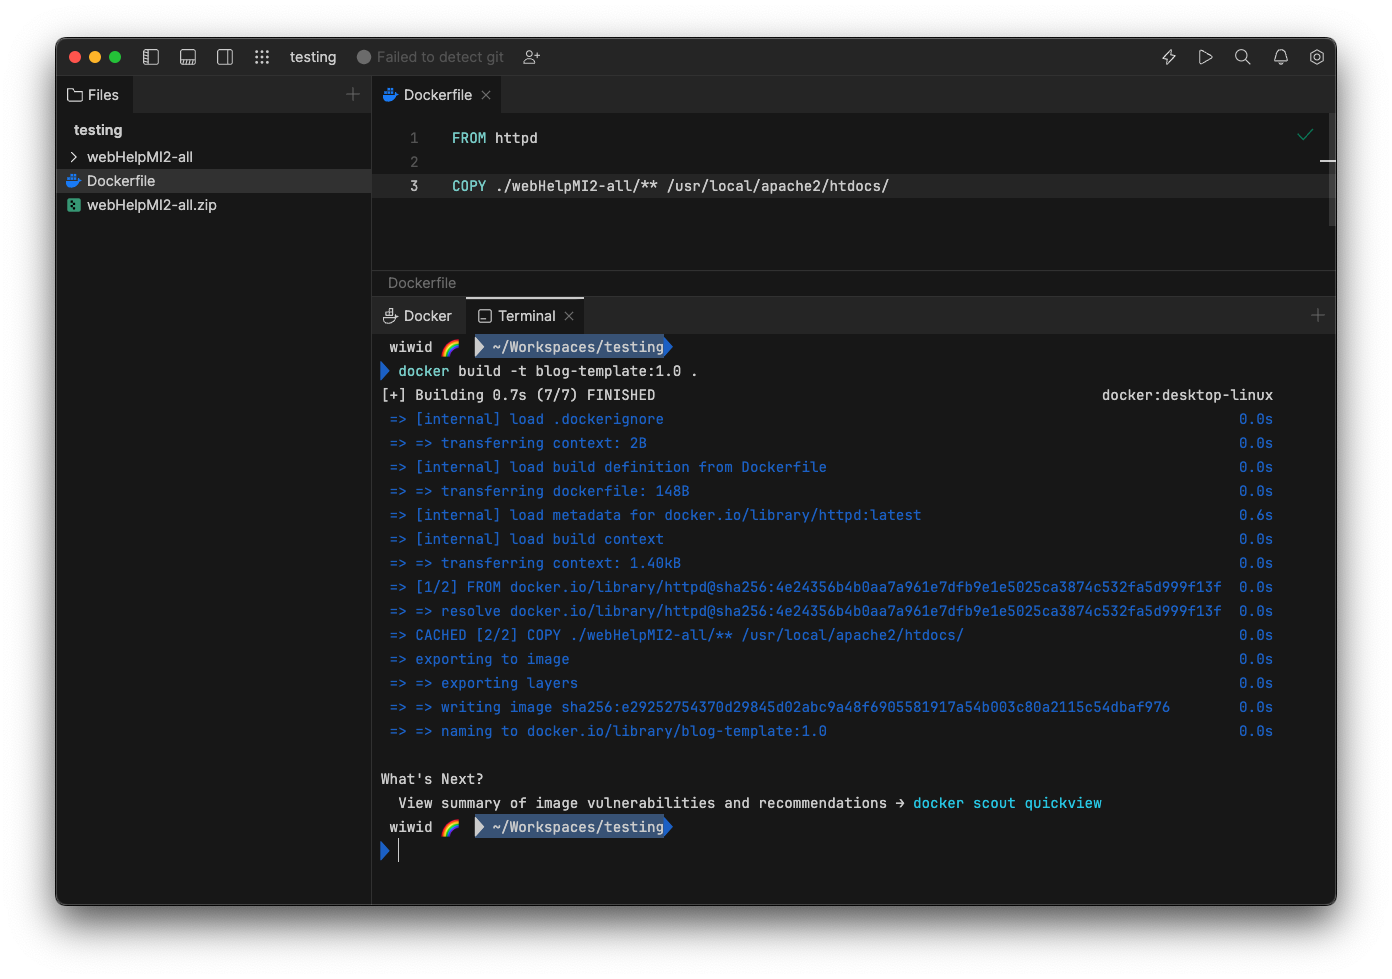 testing
Failed to detect git
Files
Dockerfile
testing
webHelpMI2-all
Dockerfile
webHelpMI2-all.zip
1 FROM httpd
2
3 COPY ./webHelpMI2-all/** /usr/local/apache2/htdocs/
Dockerfile
Docker
Terminal
wiwid 🌈 ~/Workspaces/testing
docker build -t blog-template:1.0 .
[+] Building 0.7s (7/7) FINISHED docker:desktop-linux
=> [internal] load .dockerignore 0.0s
=> => transferring context: 2B 0.0s
=> [internal] load build definition from Dockerfile 0.0s
=> => transferring dockerfile: 148B 0.0s
=> [internal] load metadata for docker.io/library/httpd:latest 0.6s
=> [internal] load build context 0.0s
=> => transferring context: 1.40kB 0.0s
=> [1/2] FROM docker.io/library/httpd@sha256:4e24356b4b0aa7a961e7dfb9e1e5025ca3874c532fa5d999f13f 0.0s
=> => resolve docker.io/library/httpd@sha256:4e24356b4b0aa7a961e7dfb9e1e5025ca3874c532fa5d999f13f 0.0s
=> CACHED [2/2] COPY ./webHelpMI2-all/** /usr/local/apache2/htdocs/ 0.0s
=> exporting to image 0.0s
=> => exporting layers 0.0s
=> => writing image sha256:e29252754370d29845d02abc9a48f6905581917a54b003c80a2115c54dbaf976 0.0s
=> => naming to docker.io/library/blog-template:1.0 0.0s
What's Next?
View summary of image vulnerabilities and recommendations → docker scout quickview
wiwid 🌈 ~/Workspaces/testing